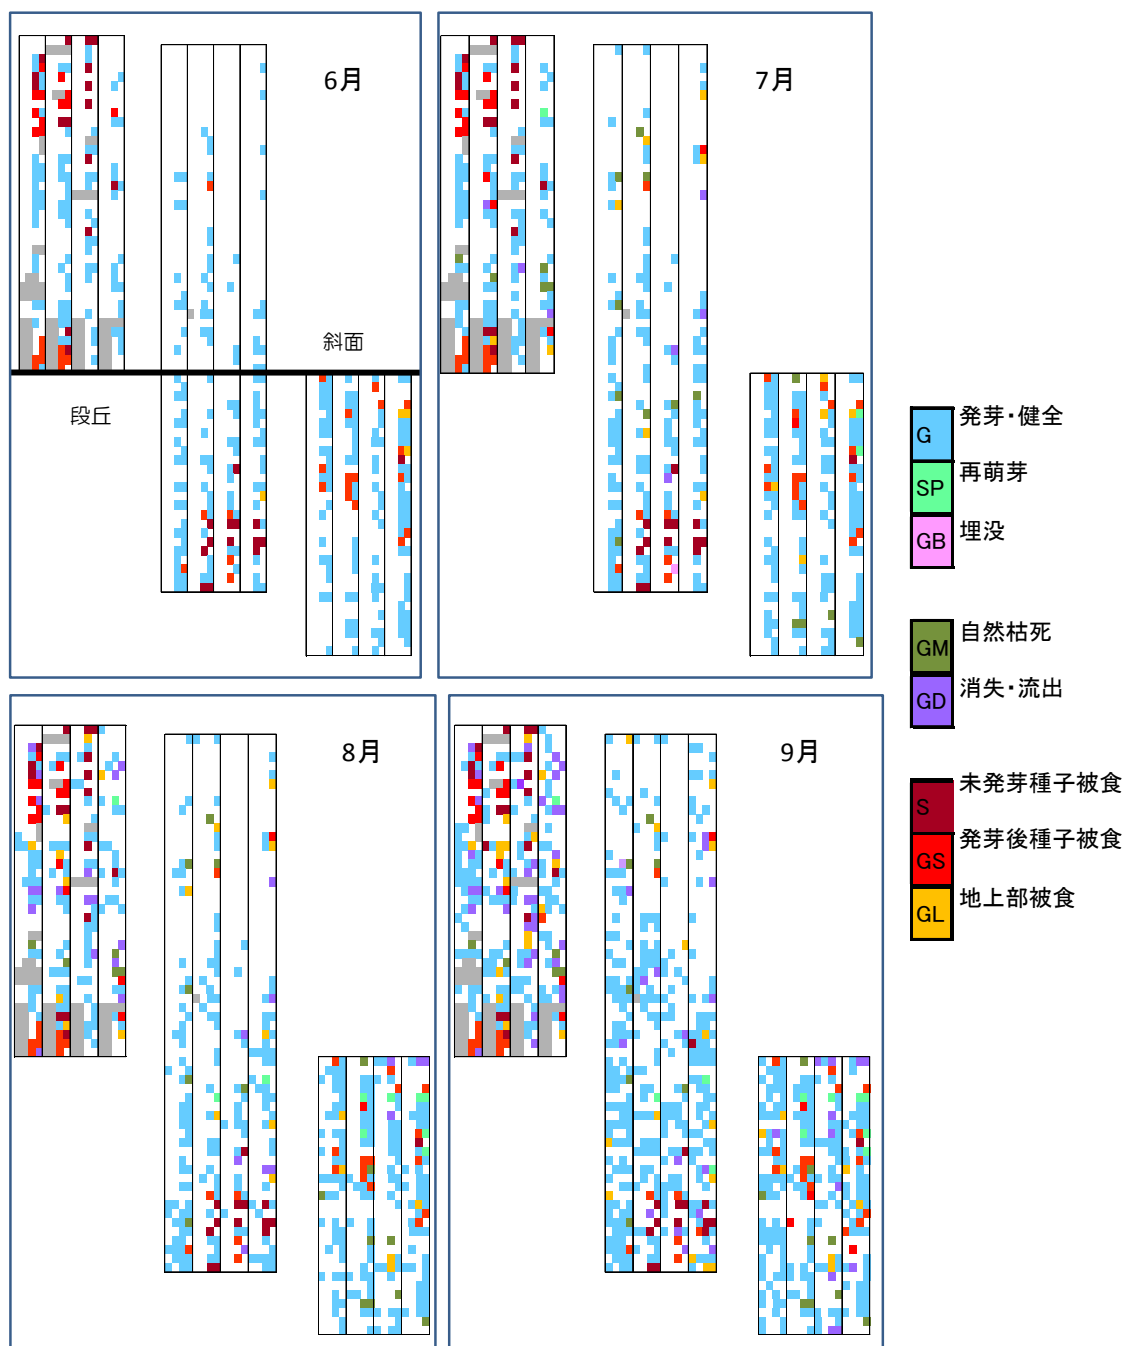 6月
7月
斜面
段丘
G 発芽・健全
SP 再萌芽
GB 埋没
GM 自然枯死
GD 消失・流出
8月
9月
S 未発芽種子被食
GS 発芽後種子被食
GL 地上部被食